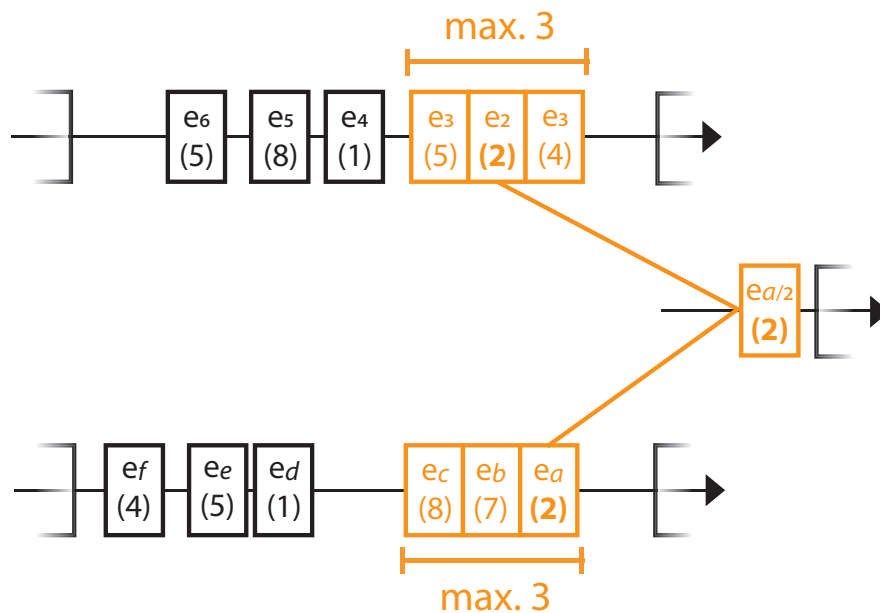 max. 3
e6 e5 e4 e3 e2 e3
(5) (8) (1) (5) (2) (4)
ea/2
(2)
ef ee ed ec eb ea
(4) (5) (1) (8) (7) (2)
max. 3